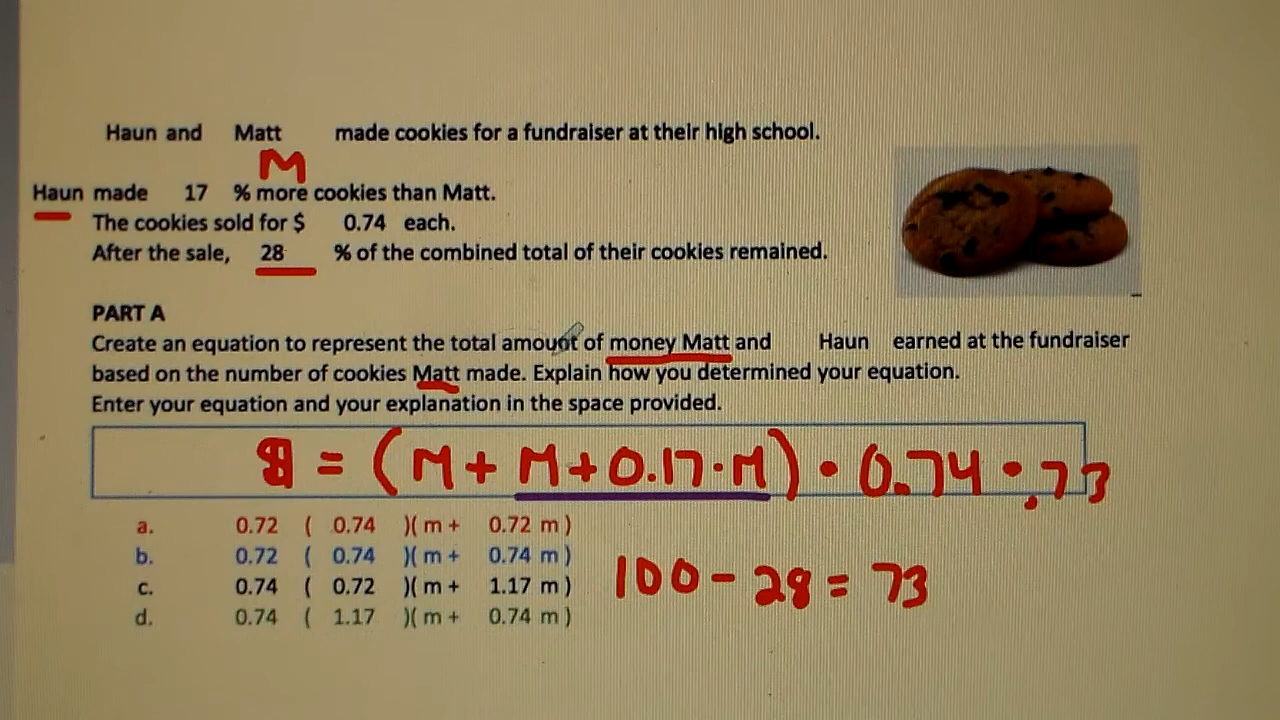 Haun and Matt made cookies for a fundraiser at their high school.
M
Haun made 17 % more cookies than Matt.
The cookies sold for $ 0.74 each.
After the sale, 28 % of the combined total of their cookies remained.
PART A
Create an equation to represent the total amount of money Matt and Haun earned at the fundraiser
based on the number of cookies Matt made. Explain how you determined your equation.
Enter your equation and your explanation in the space provided.
= (M + M + 0.17 · M) · 0.74 · .73
a. 0.72 ( 0.74 )( m + 0.72 m )
b. 0.72 ( 0.74 )( m + 0.74 m )
c. 0.74 ( 0.72 )( m + 1.17 m )
d. 0.74 ( 1.17 )( m + 0.74 m )
100 - 28 = 73